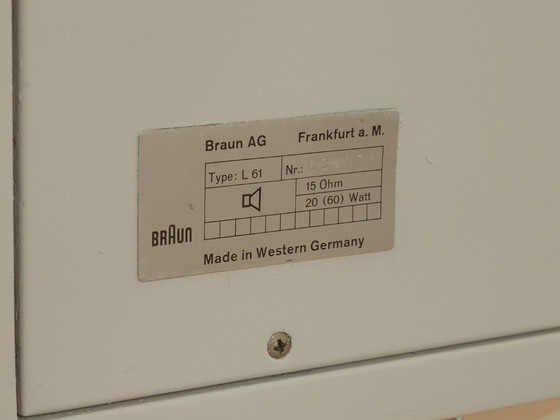 Braun AG Frankfurt a. M.
Type: L 61 Nr.:
15 Ohm
20 (60) Watt
BRAUN
Made in Western Germany